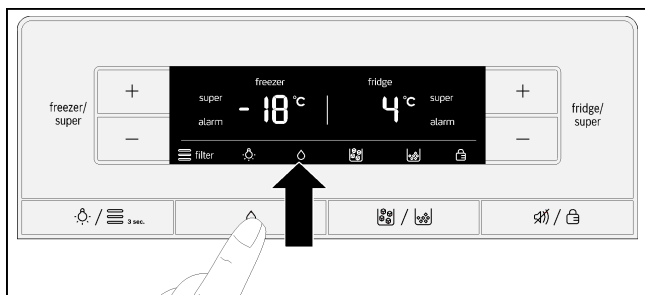 freezer/
super
+
−
freezer
super
alarm
-18 °C
fridge
4 °C
super
alarm
filter
+
−
fridge/
super
/ 3 sec.
/
/